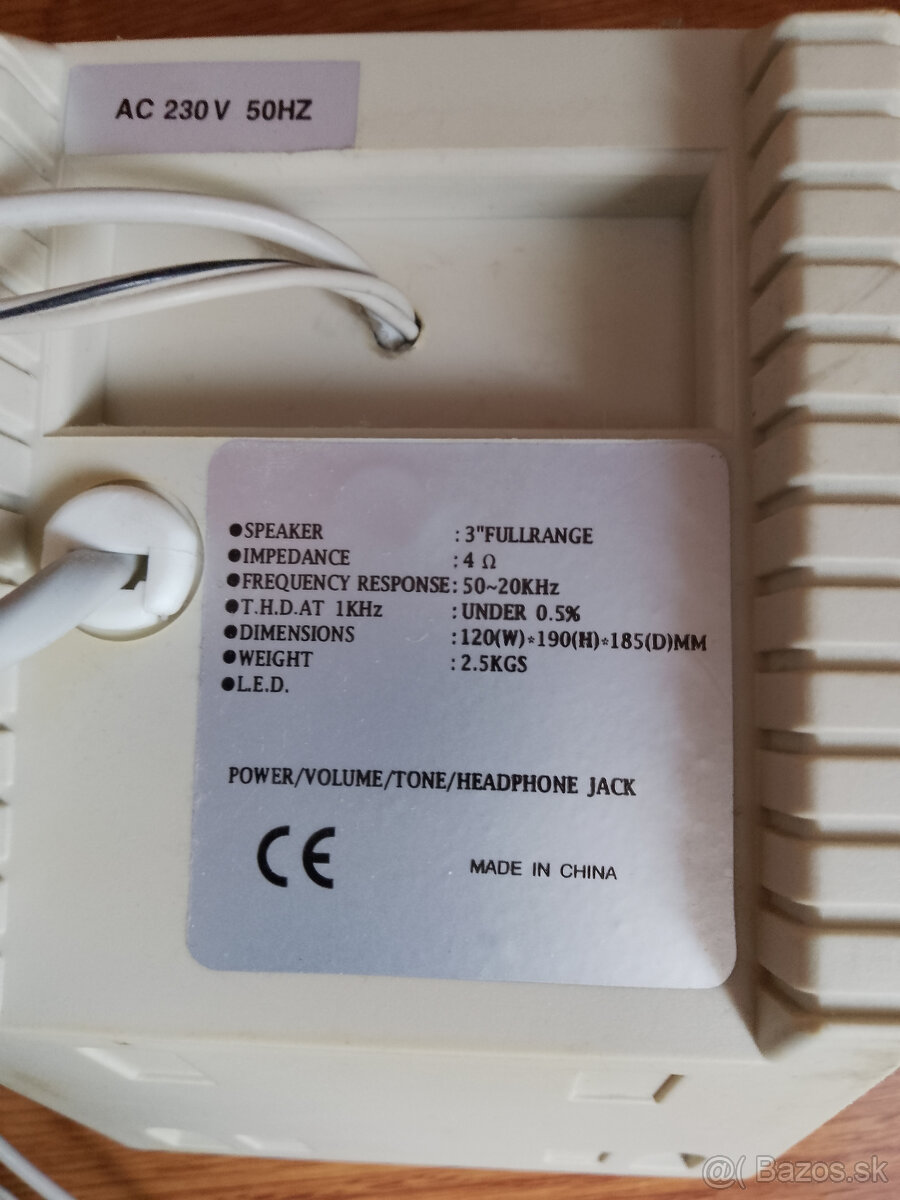 AC 230V 50HZ
●SPEAKER : 3"FULLRANGE
●IMPEDANCE : 4 Ω
●FREQUENCY RESPONSE : 50~20KHz
●T.H.D.AT 1KHz : UNDER 0.5%
●DIMENSIONS : 120(W)*190(H)*185(D)MM
●WEIGHT : 2.5KGS
●L.E.D.
POWER/VOLUME/TONE/HEADPHONE JACK
CE
MADE IN CHINA
@( Bazos.sk